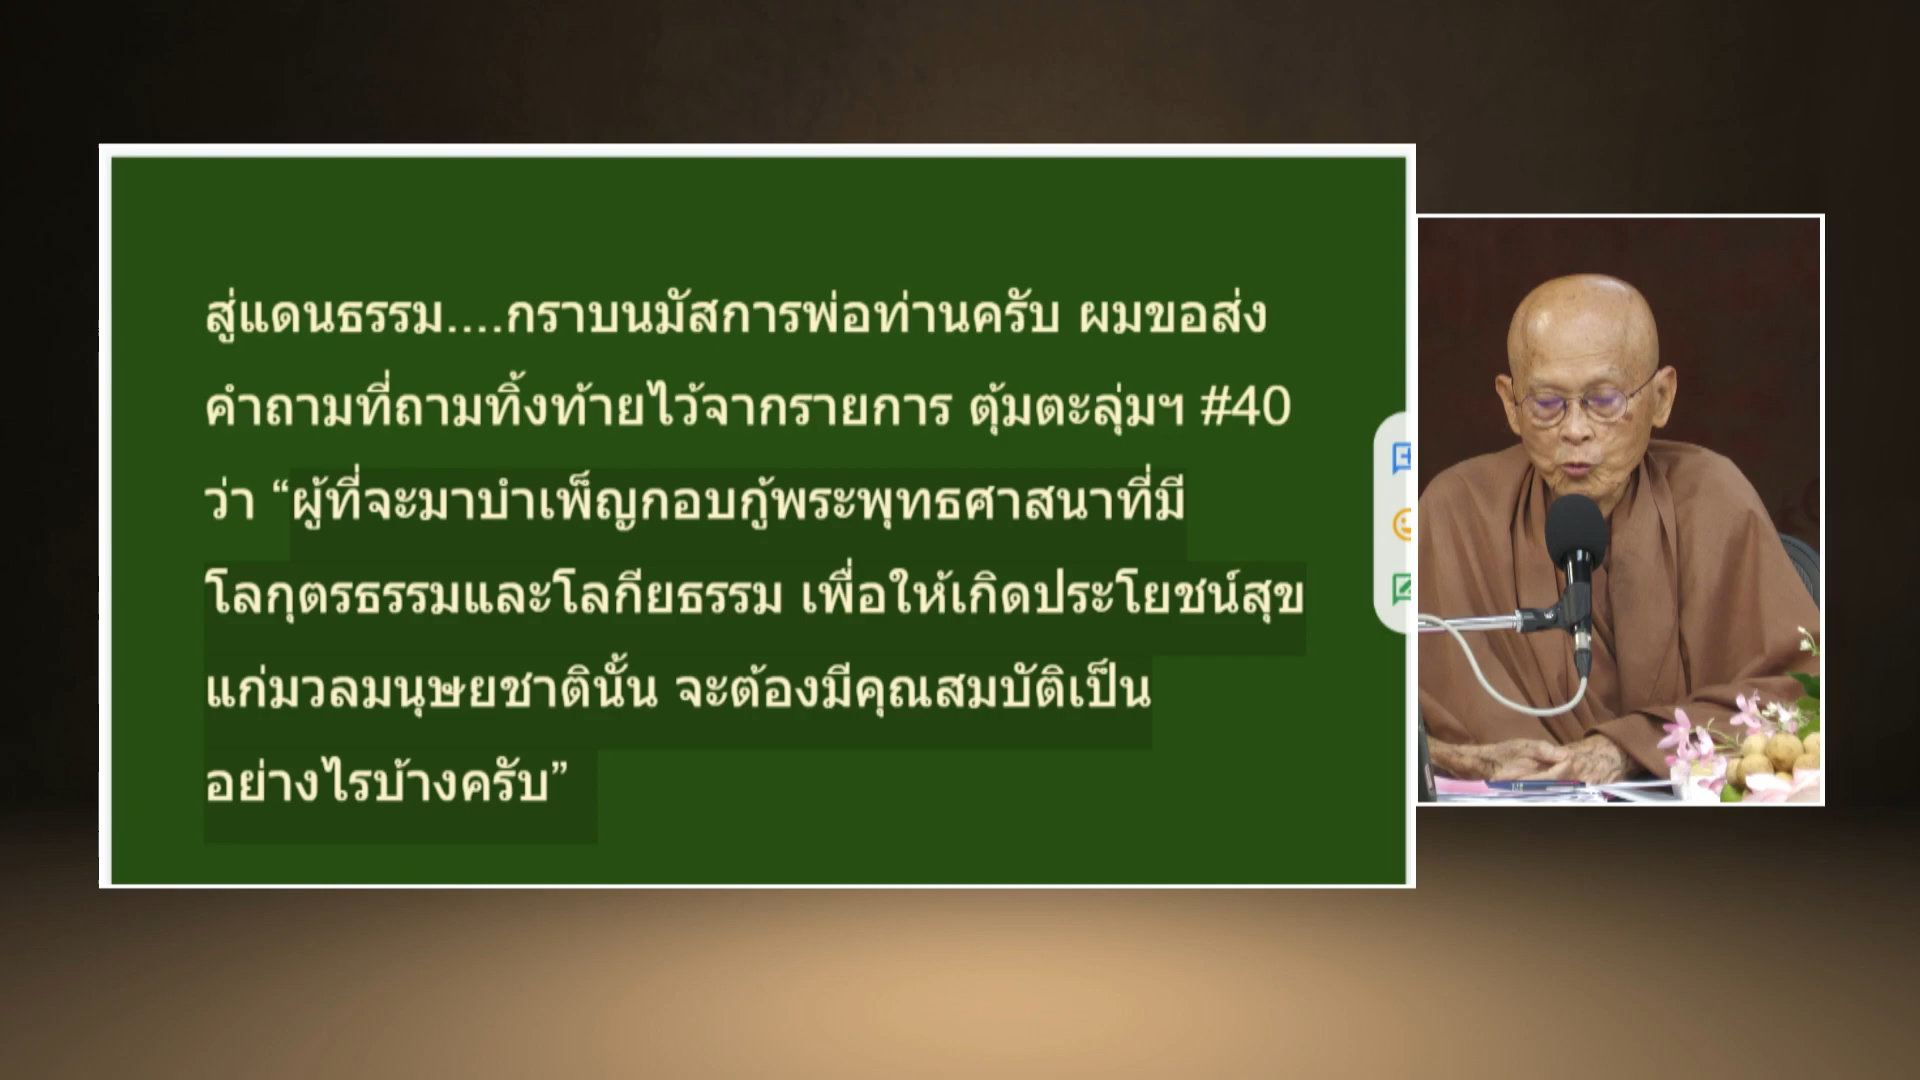 สู่แดนธรรม....กราบนมัสการพ่อท่านครับ ผมขอส่ง
คำถามที่ถามทิ้งท้ายไว้จากรายการ ตุ้มตะลุ่มฯ #40
ว่า “ผู้ที่จะมาบำเพ็ญกอบกู้พระพุทธศาสนาที่มี
โลกุตรธรรมและโลกียธรรม เพื่อให้เกิดประโยชน์สุข
แก่มวลมนุษยชาตินั้น จะต้องมีคุณสมบัติเป็น
อย่างไรบ้างครับ”